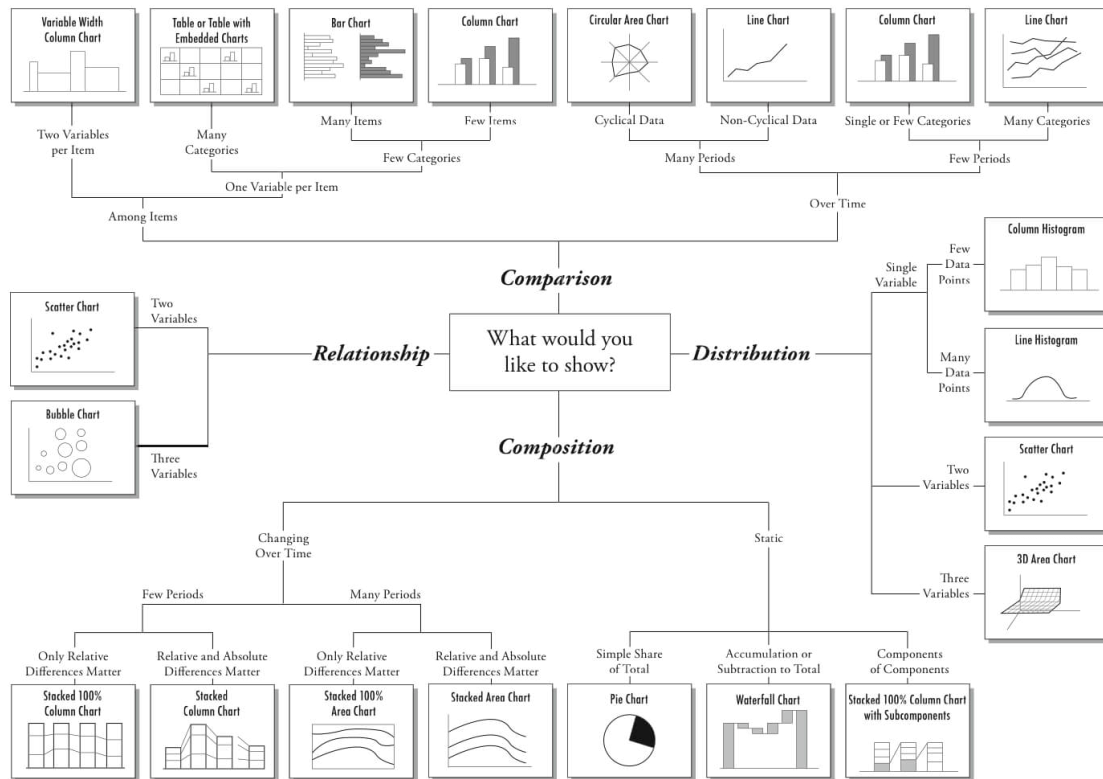 Variable Width
Column Chart
Table or Table with
Embedded Charts
Bar Chart
Column Chart
Circular Area Chart
Line Chart
Column Chart
Line Chart
Two Variables
per Item
Many
Categories
Many Items
Few Items
Cyclical Data
Non-Cyclical Data
Single or Few Categories
Many Categories
Few Categories
Many Periods
Few Periods
One Variable per Item
Among Items
Over Time
Comparison
What would you
like to show?
Relationship
Two
Variables
Scatter Chart
Bubble Chart
Three
Variables
Distribution
Single
Variable
Few
Data
Points
Column Histogram
Many
Data
Points
Line Histogram
Two
Variables
Scatter Chart
Three
Variables
3D Area Chart
Composition
Changing
Over Time
Static
Few Periods
Many Periods
Only Relative
Differences Matter
Relative and Absolute
Differences Matter
Only Relative
Differences Matter
Relative and Absolute
Differences Matter
Simple Share
of Total
Accumulation or
Subtraction to Total
Components
of Components
Stacked 100%
Column Chart
Stacked
Column Chart
Stacked 100%
Area Chart
Stacked Area Chart
Pie Chart
Waterfall Chart
Stacked 100% Column Chart
with Subcomponents